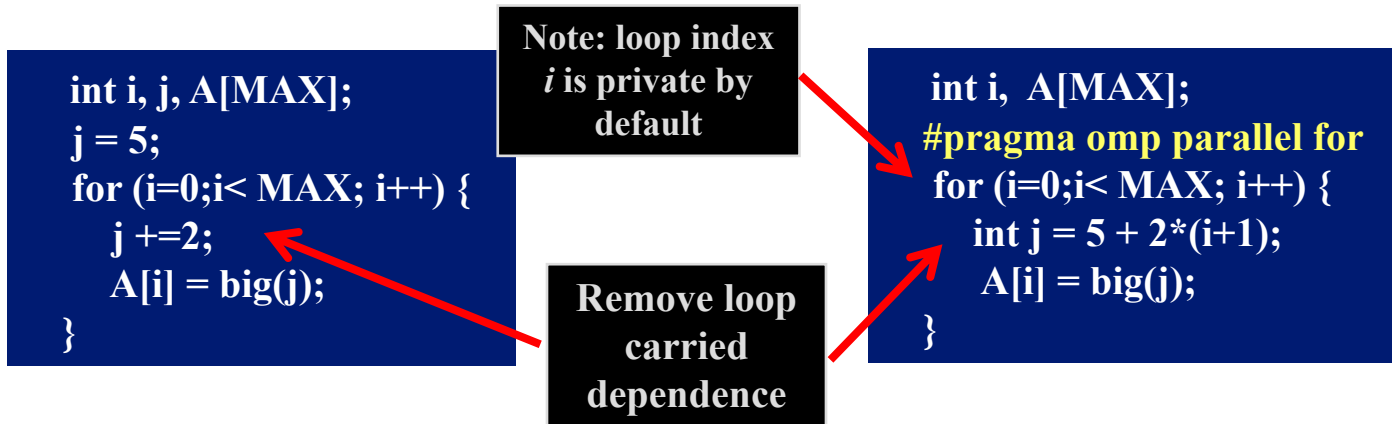 int i, j, A[MAX];
j = 5;
for (i=0;i< MAX; i++) {
j +=2;
A[i] = big(j);
}
Note: loop index
i is private by
default
Remove loop
carried
dependence
int i, A[MAX];
#pragma omp parallel for
for (i=0;i< MAX; i++) {
int j = 5 + 2*(i+1);
A[i] = big(j);
}